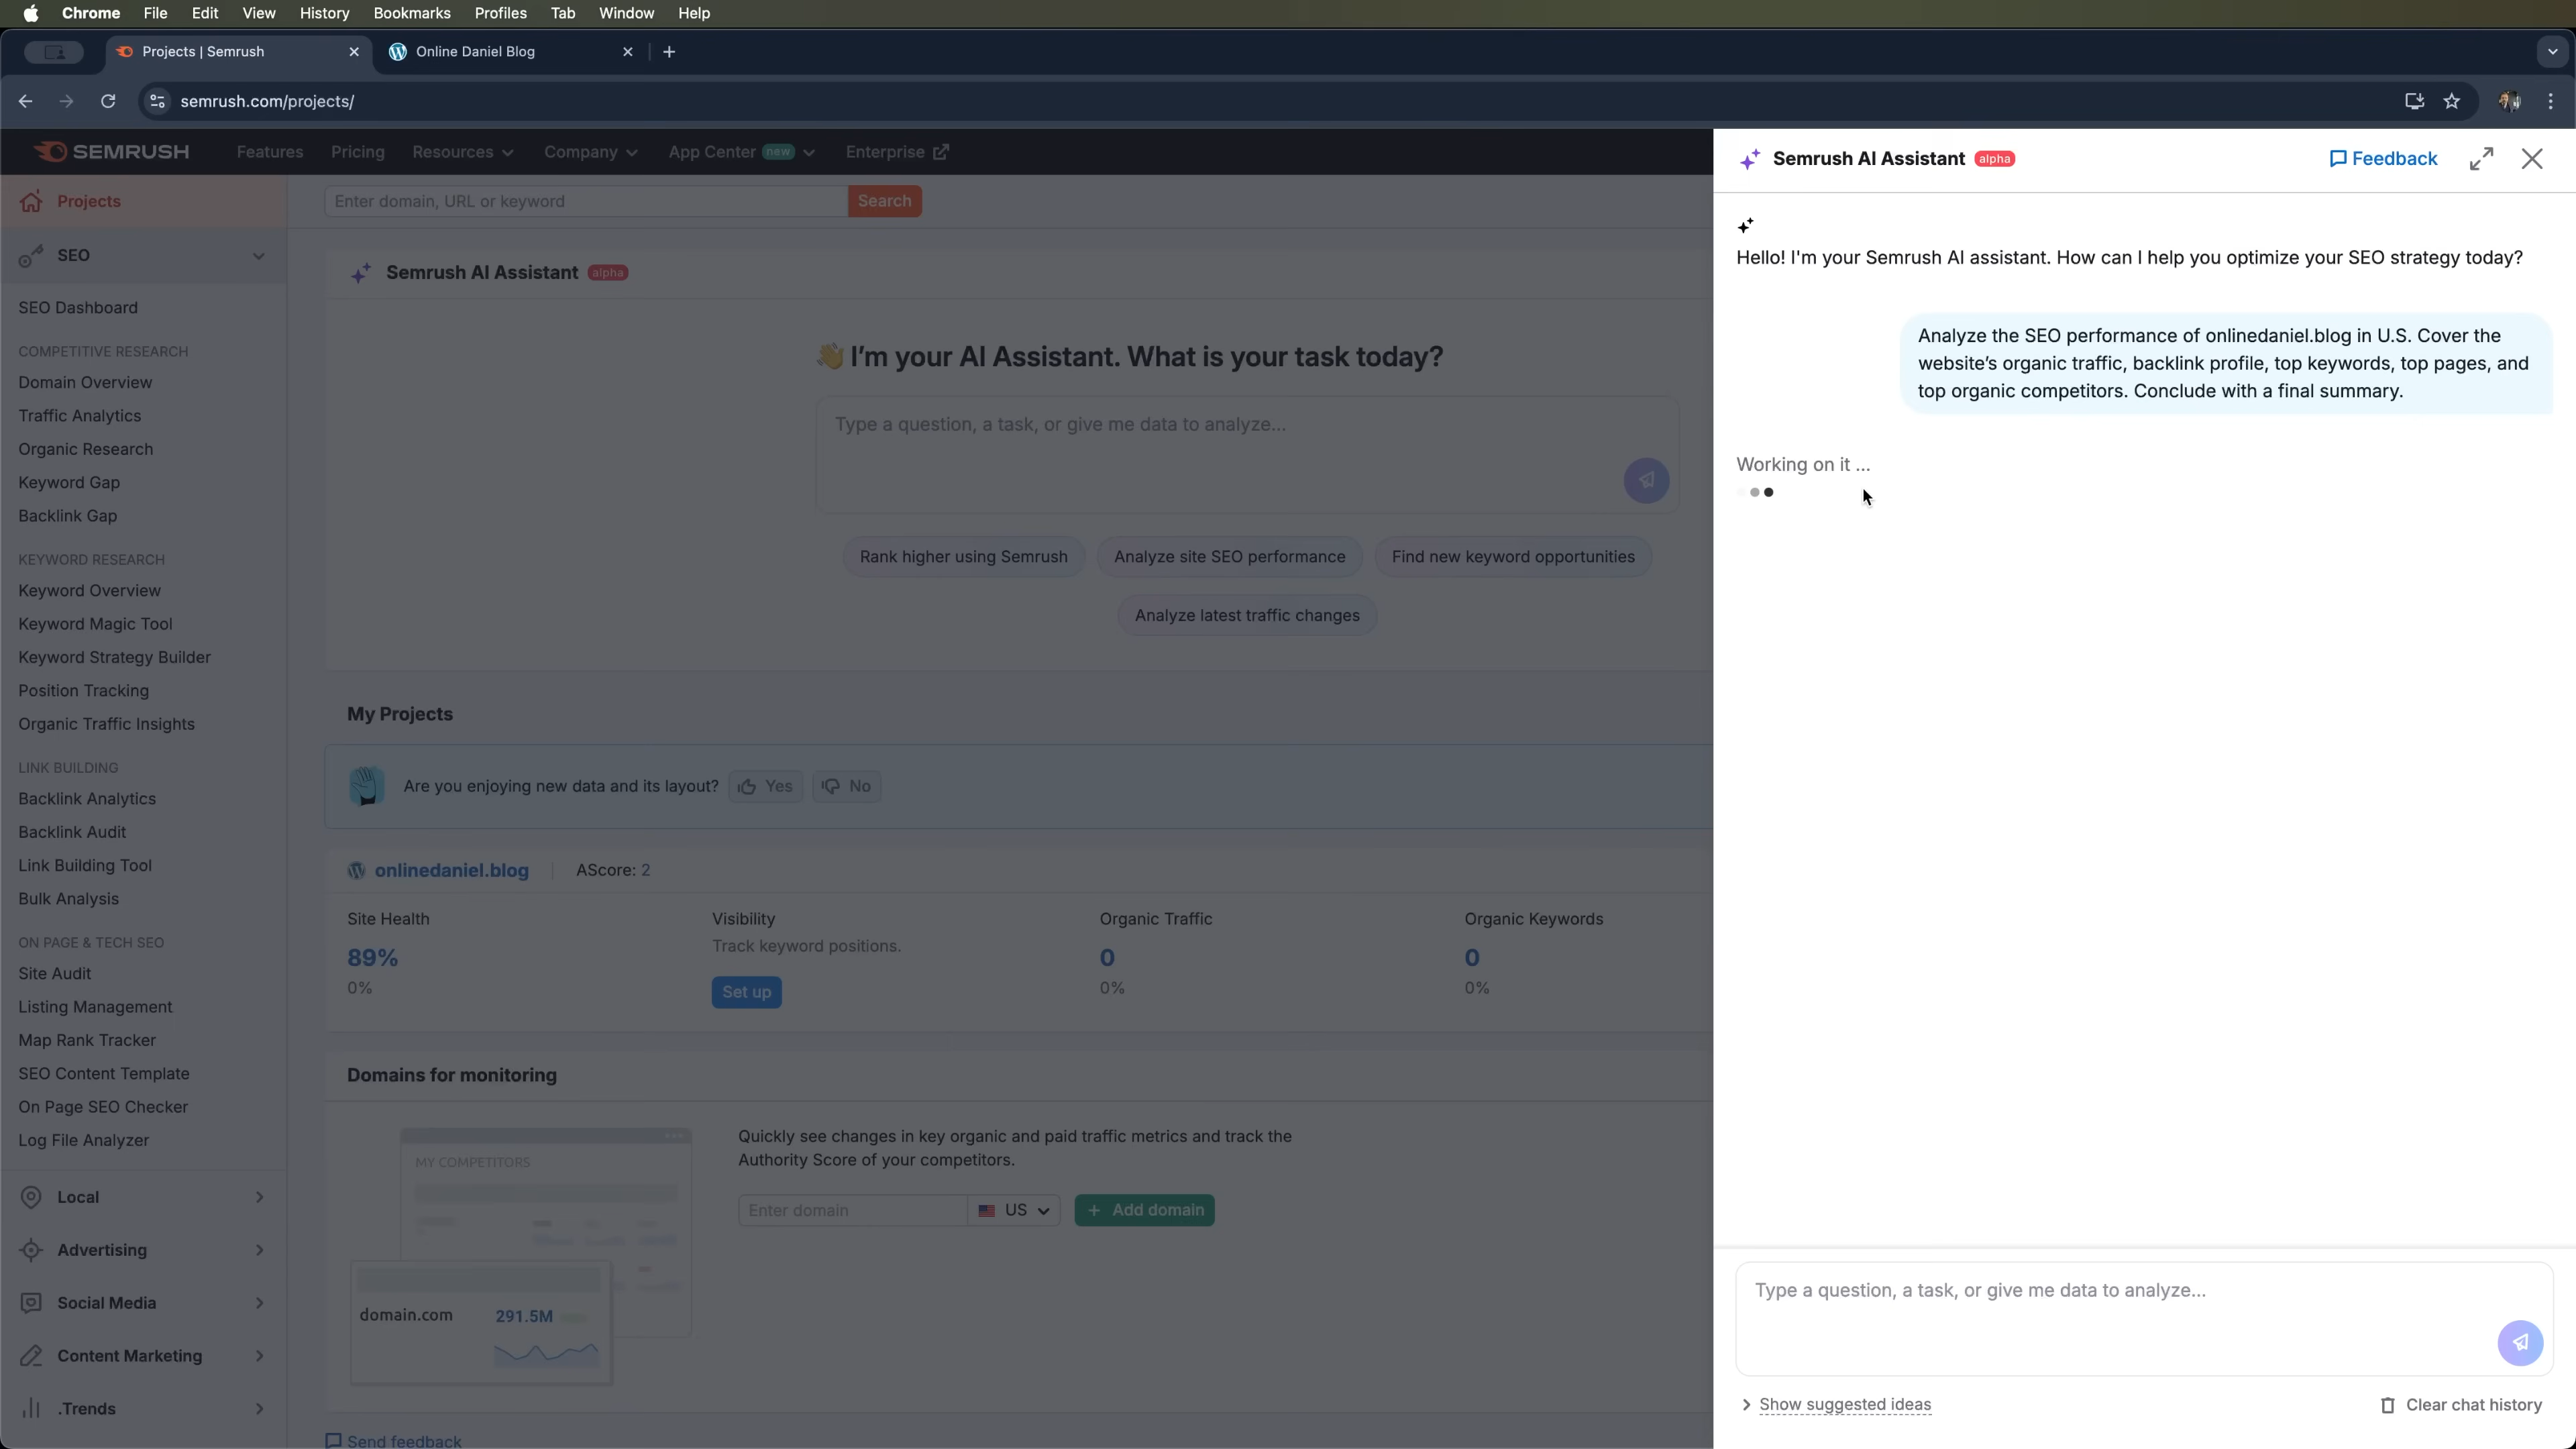 Chrome File Edit View History Bookmarks Profiles Tab Window Help
Projects | Semrush
Online Daniel Blog
semrush.com/projects/
SEMRUSH
Features Pricing Resources Company App Center new Enterprise
Projects
SEO
SEO Dashboard
COMPETITIVE RESEARCH
Domain Overview
Traffic Analytics
Organic Research
Keyword Gap
Backlink Gap
KEYWORD RESEARCH
Keyword Overview
Keyword Magic Tool
Keyword Strategy Builder
Position Tracking
Organic Traffic Insights
LINK BUILDING
Backlink Analytics
Backlink Audit
Link Building Tool
Bulk Analysis
ON PAGE & TECH SEO
Site Audit
Listing Management
Map Rank Tracker
SEO Content Template
On Page SEO Checker
Log File Analyzer
Local
Advertising
Social Media
Content Marketing
.Trends
Enter domain, URL or keyword
Search
Semrush AI Assistant alpha
👋 I'm your AI Assistant. What is your task today?
Type a question, a task, or give me data to analyze...
Rank higher using Semrush
Analyze site SEO performance
Find new keyword opportunities
Analyze latest traffic changes
My Projects
Are you enjoying new data and its layout? Yes No
onlinedaniel.blog AScore: 2
Site Health
89%
0%
Visibility
Track keyword positions.
Set up
Organic Traffic
0
0%
Organic Keywords
0
0%
Domains for monitoring
MY COMPETITORS
domain.com 291.5M
Quickly see changes in key organic and paid traffic metrics and track the
Authority Score of your competitors.
Enter domain
US
+ Add domain
Send feedback
Semrush AI Assistant alpha
Feedback
Hello! I'm your Semrush AI assistant. How can I help you optimize your SEO strategy today?
Analyze the SEO performance of onlinedaniel.blog in U.S. Cover the
website's organic traffic, backlink profile, top keywords, top pages, and
top organic competitors. Conclude with a final summary.
Working on it ...
Type a question, a task, or give me data to analyze...
Show suggested ideas
Clear chat history